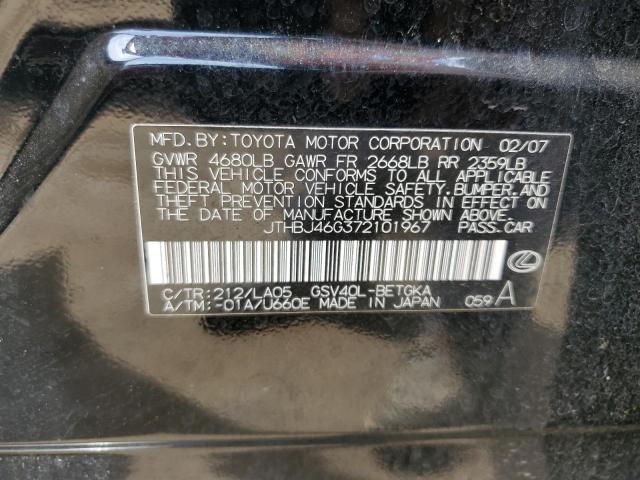 MFD.BY:TOYOTA MOTOR CORPORATION 02/07
GVWR 4680LB GAWR FR 2668LB RR 2359LB
THIS VEHICLE CONFORMS TO ALL APPLICABLE
FEDERAL MOTOR VEHICLE SAFETY,BUMPER,AND
THEFT PREVENTION STANDARDS IN EFFECT ON
THE DATE OF MANUFACTURE SHOWN ABOVE.
JTHBJ46G372101967 PASS.CAR
C/TR:212/LA05 GSV40L-BETGKA
A/TM:-01A/U660E MADE IN JAPAN 059A